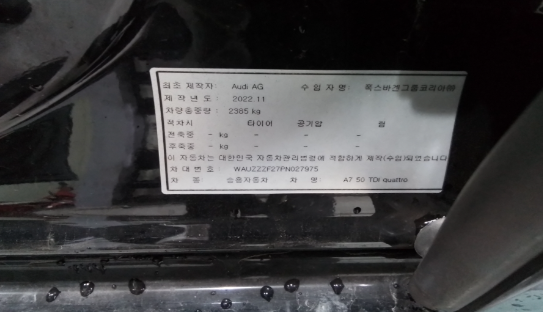 최초 제작자: Audi AG 수입자명: 폭스바겐그룹코리아㈜
제작년도: 2022.11
차량총중량: 2385 kg
적차시 타이어 공기압 림
전축중 - kg - - -
후축중 - kg - - -
이 자동차는 대한민국 자동차관리법령에 적합하게 제작(수입)되었습니다
차대번호: WAUZZZF27PN027975
차종 승용자동차 차명 A7 50 TDI quattro